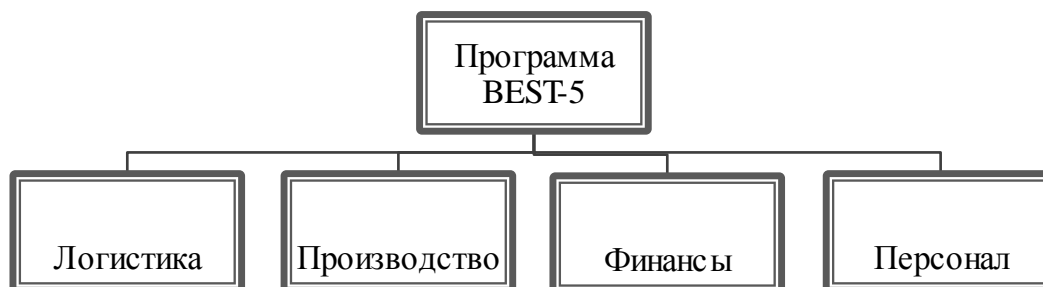 Программа
BEST-5
Логистика
Производство
Финансы
Персонал